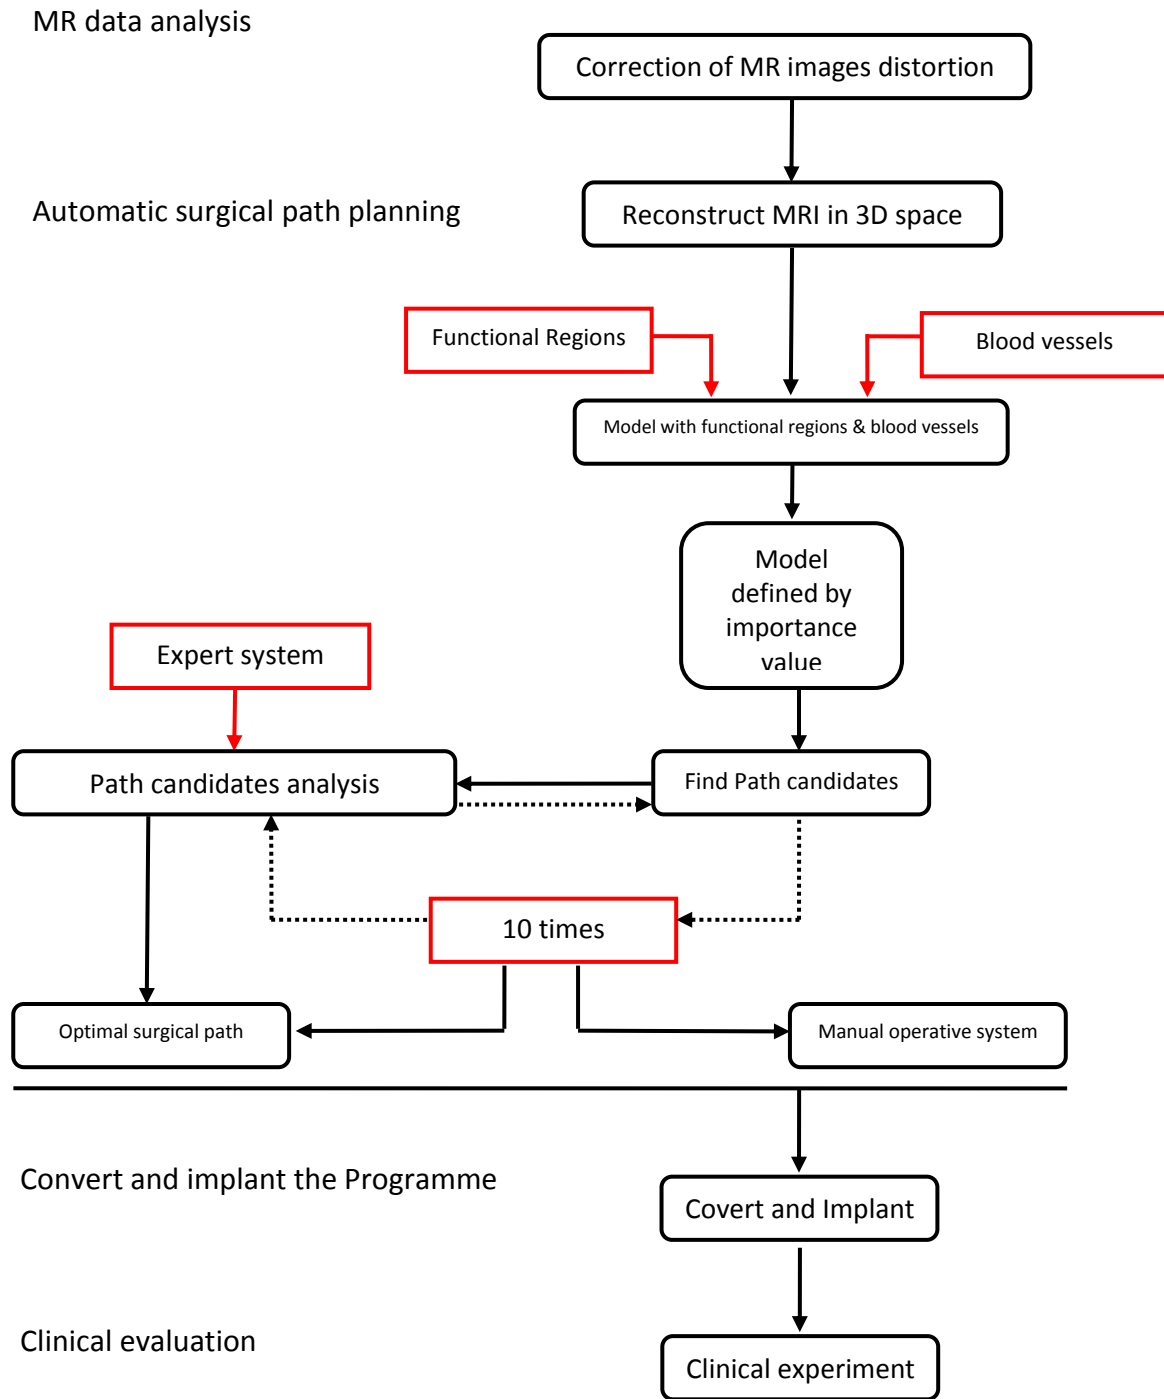 MR data analysis
Correction of MR images distortion
Automatic surgical path planning
Reconstruct MRI in 3D space
Functional Regions
Blood vessels
Model with functional regions & blood vessels
Model
defined by
importance
value
Expert system
Path candidates analysis
Find Path candidates
10 times
Optimal surgical path
Manual operative system
Convert and implant the Programme
Covert and Implant
Clinical evaluation
Clinical experiment